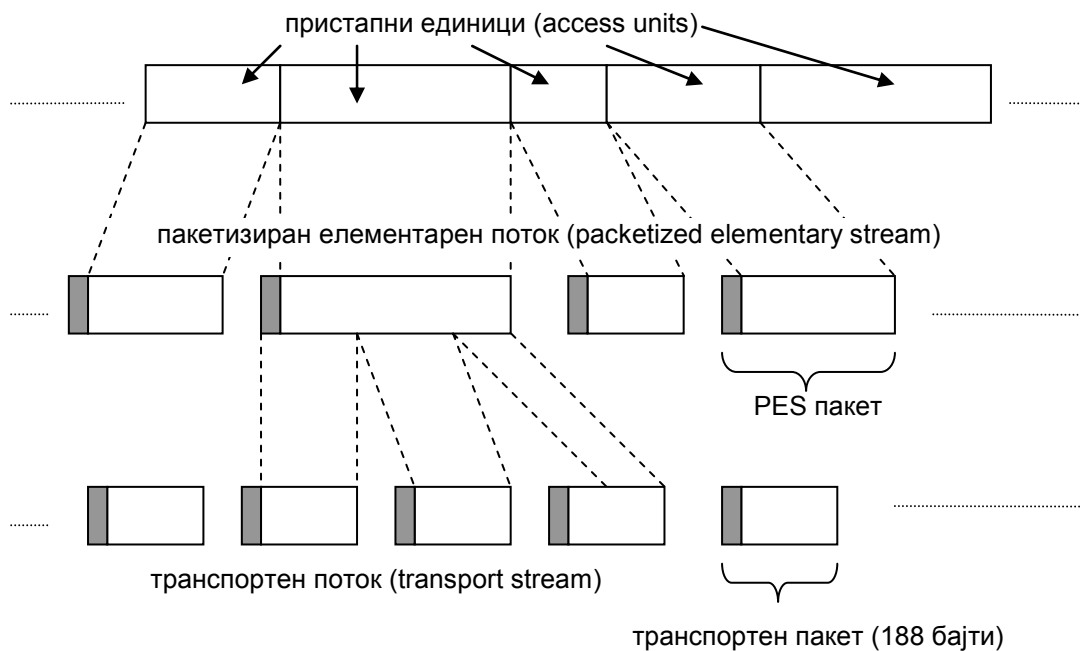 пристапни единици (access units)
пакетизиран елементарен поток (packetized elementary stream)
PES пакет
транспортен поток (transport stream)
транспортен пакет (188 бајти)